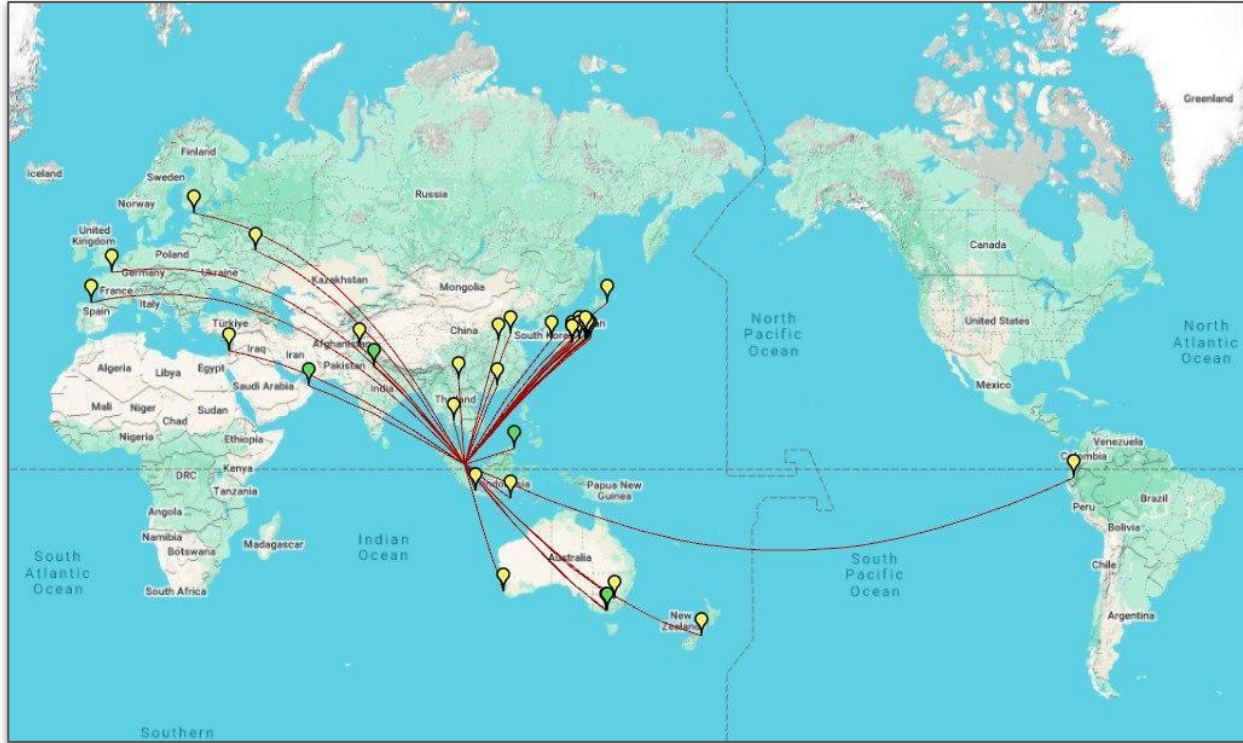 Greenland
Finland
Iceland
Sweden
Russia
Norway
United
Kingdom
Canada
Poland
Germany
Ukraine
Kazakhstan
Mongolia
France
Italy
Spain
North
Pacific
Ocean
United States
North
Atlantic
Ocean
Türkiye
China
South Korea
Afghanistan
Iraq
Iran
Pakistan
Algeria
Libya
Egypt
Saudi Arabia
India
Mexico
Mali
Niger
Sudan
Chad
Thailand
Nigeria
Ethiopia
Venezuela
Colombia
Kenya
DRC
Indonesia
Papua New
Guinea
Tanzania
Brazil
Peru
Angola
Bolivia
Namibia
Madagascar
Botswana
Indian
Ocean
Australia
South
Atlantic
Ocean
South
Pacific
Ocean
Chile
South Africa
New
Zealand
Argentina
Southern